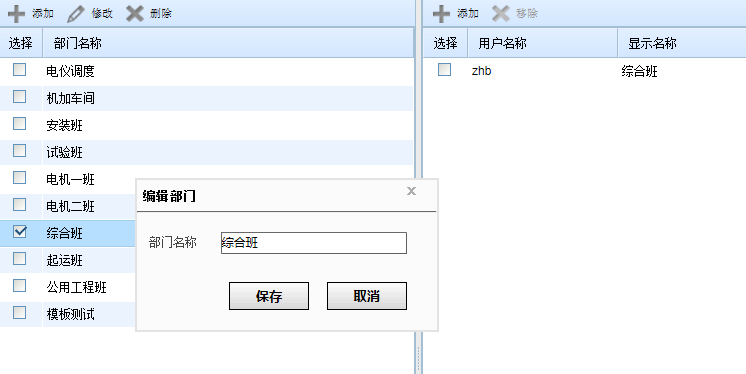 添加 修改 删除
选择 部门名称
电仪调度
机加车间
安装班
试验班
电机一班
电机二班
综合班
起运班
公用工程班
模板测试
添加 移除
选择 用户名称 显示名称
zhb 综合班
编辑部门 x
部门名称 综合班
保存 取消